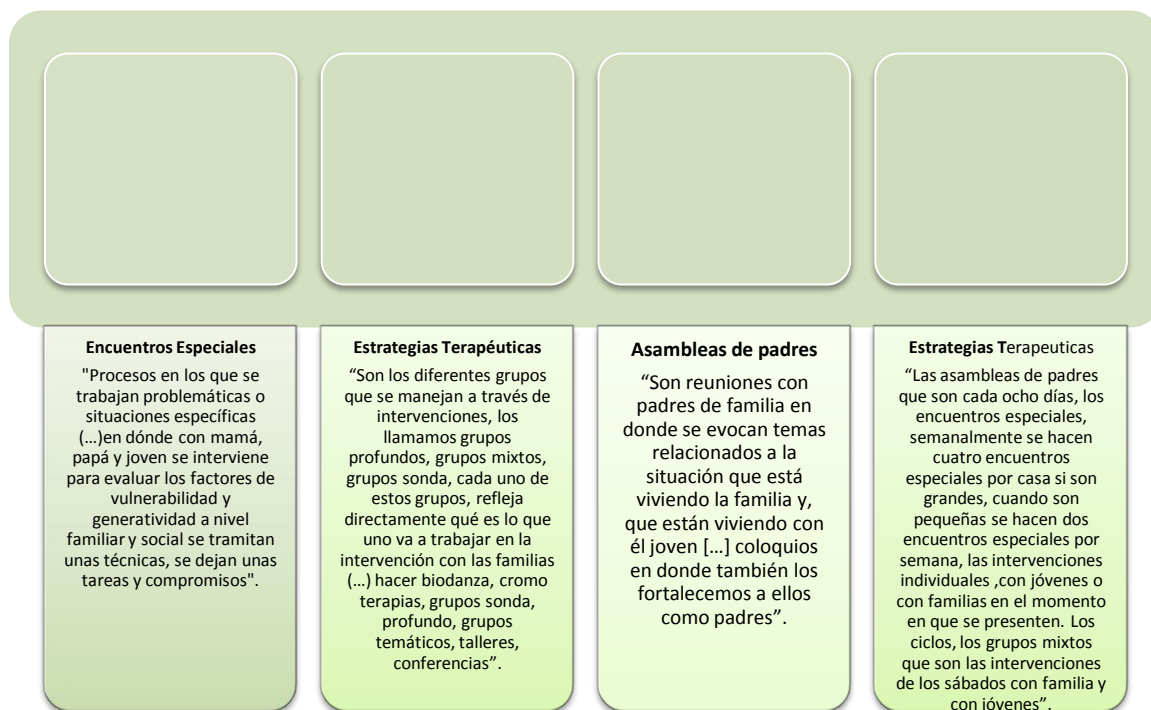 Encuentros Especiales
"Procesos en los que se
trabajan problemáticas o
situaciones específicas
(...)en dónde con mamá,
papá y joven se interviene
para evaluar los factores de
vulnerabilidad y
generatividad a nivel
familiar y social se tramitan
unas técnicas, se dejan unas
tareas y compromisos".
Estrategias Terapéuticas
“Son los diferentes grupos
que se manejan a través de
intervenciones, los
llamamos grupos
profundos, grupos mixtos,
grupos sonda, cada uno de
estos grupos, refleja
directamente qué es lo que
uno va a trabajar en la
intervención con las familias
(...) hacer biodanza, cromo
terapias, grupos sonda,
profundo, grupos
temáticos, talleres,
conferencias”.
Asambleas de padres
“Son reuniones con
padres de familia en
donde se evocan temas
relacionados a la
situación que está
viviendo la familia y,
que están viviendo con
él joven [...] coloquios
en donde también los
fortalecemos a ellos
como padres”.
Estrategias Terapeuticas
“Las asambleas de padres
que son cada ocho días, los
encuentros especiales,
semanalmente se hacen
cuatro encuentros
especiales por casa si son
grandes, cuando son
pequeñas se hacen dos
encuentros especiales por
semana, las intervenciones
individuales ,con jóvenes o
con familias en el momento
en que se presenten. Los
ciclos, los grupos mixtos
que son las intervenciones
de los sábados con familia y
con jóvenes”.